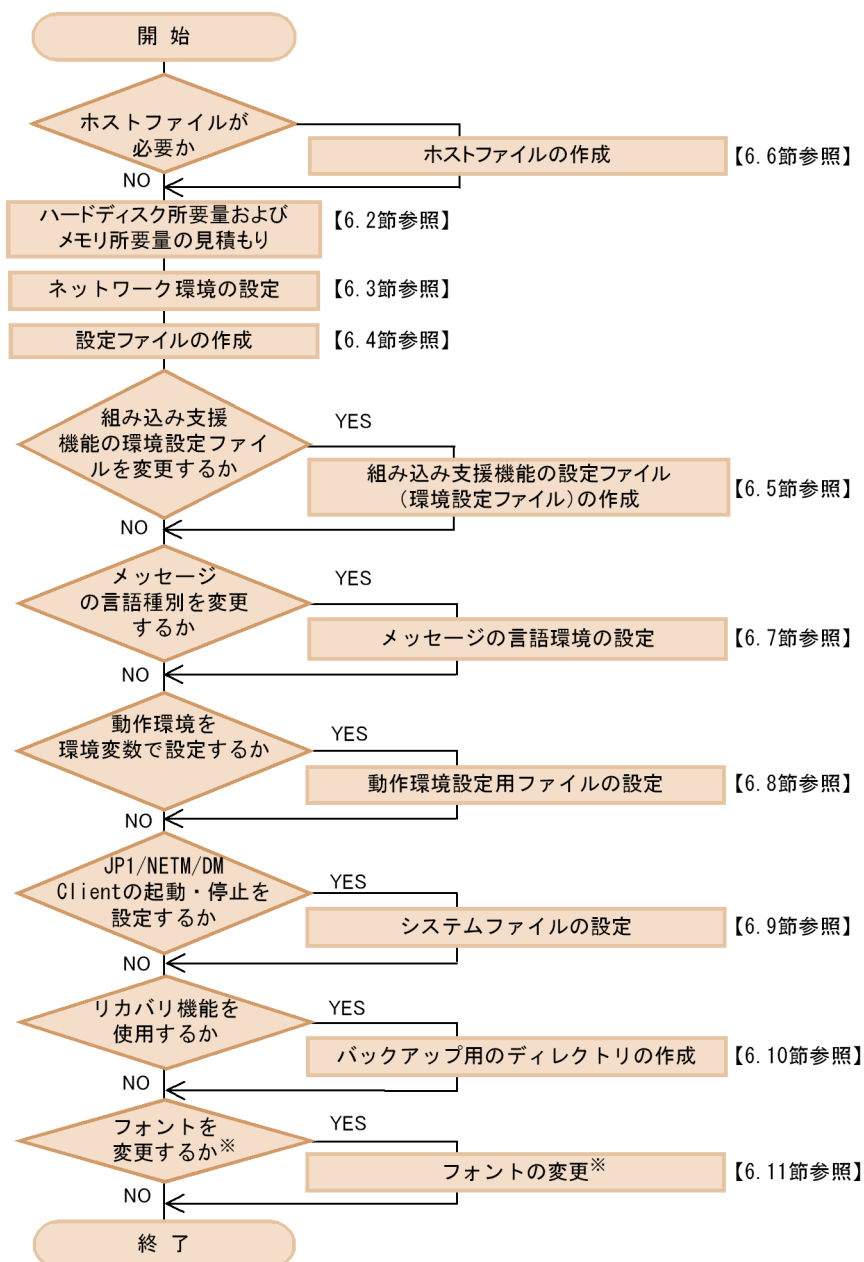 開 始
ホストファイルが
必要か
ホストファイルの作成
【6.6節参照】
NO
ハードディスク所要量および
メモリ所要量の見積もり
【6.2節参照】
ネットワーク環境の設定
【6.3節参照】
設定ファイルの作成
【6.4節参照】
組み込み支援
機能の環境設定ファイ
ルを変更するか
YES
組み込み支援機能の設定ファイル
(環境設定ファイル)の作成
【6.5節参照】
NO
メッセージ
の言語種別を変更
するか
YES
メッセージの言語環境の設定
【6.7節参照】
NO
動作環境を
環境変数で設定するか
YES
動作環境設定用ファイルの設定
【6.8節参照】
NO
JP1/NETM/DM
Clientの起動・停止を
設定するか
YES
システムファイルの設定
【6.9節参照】
NO
リカバリ機能を
使用するか
YES
バックアップ用のディレクトリの作成
【6.10節参照】
NO
フォントを
変更するか※
YES
フォントの変更※
【6.11節参照】
NO
終 了